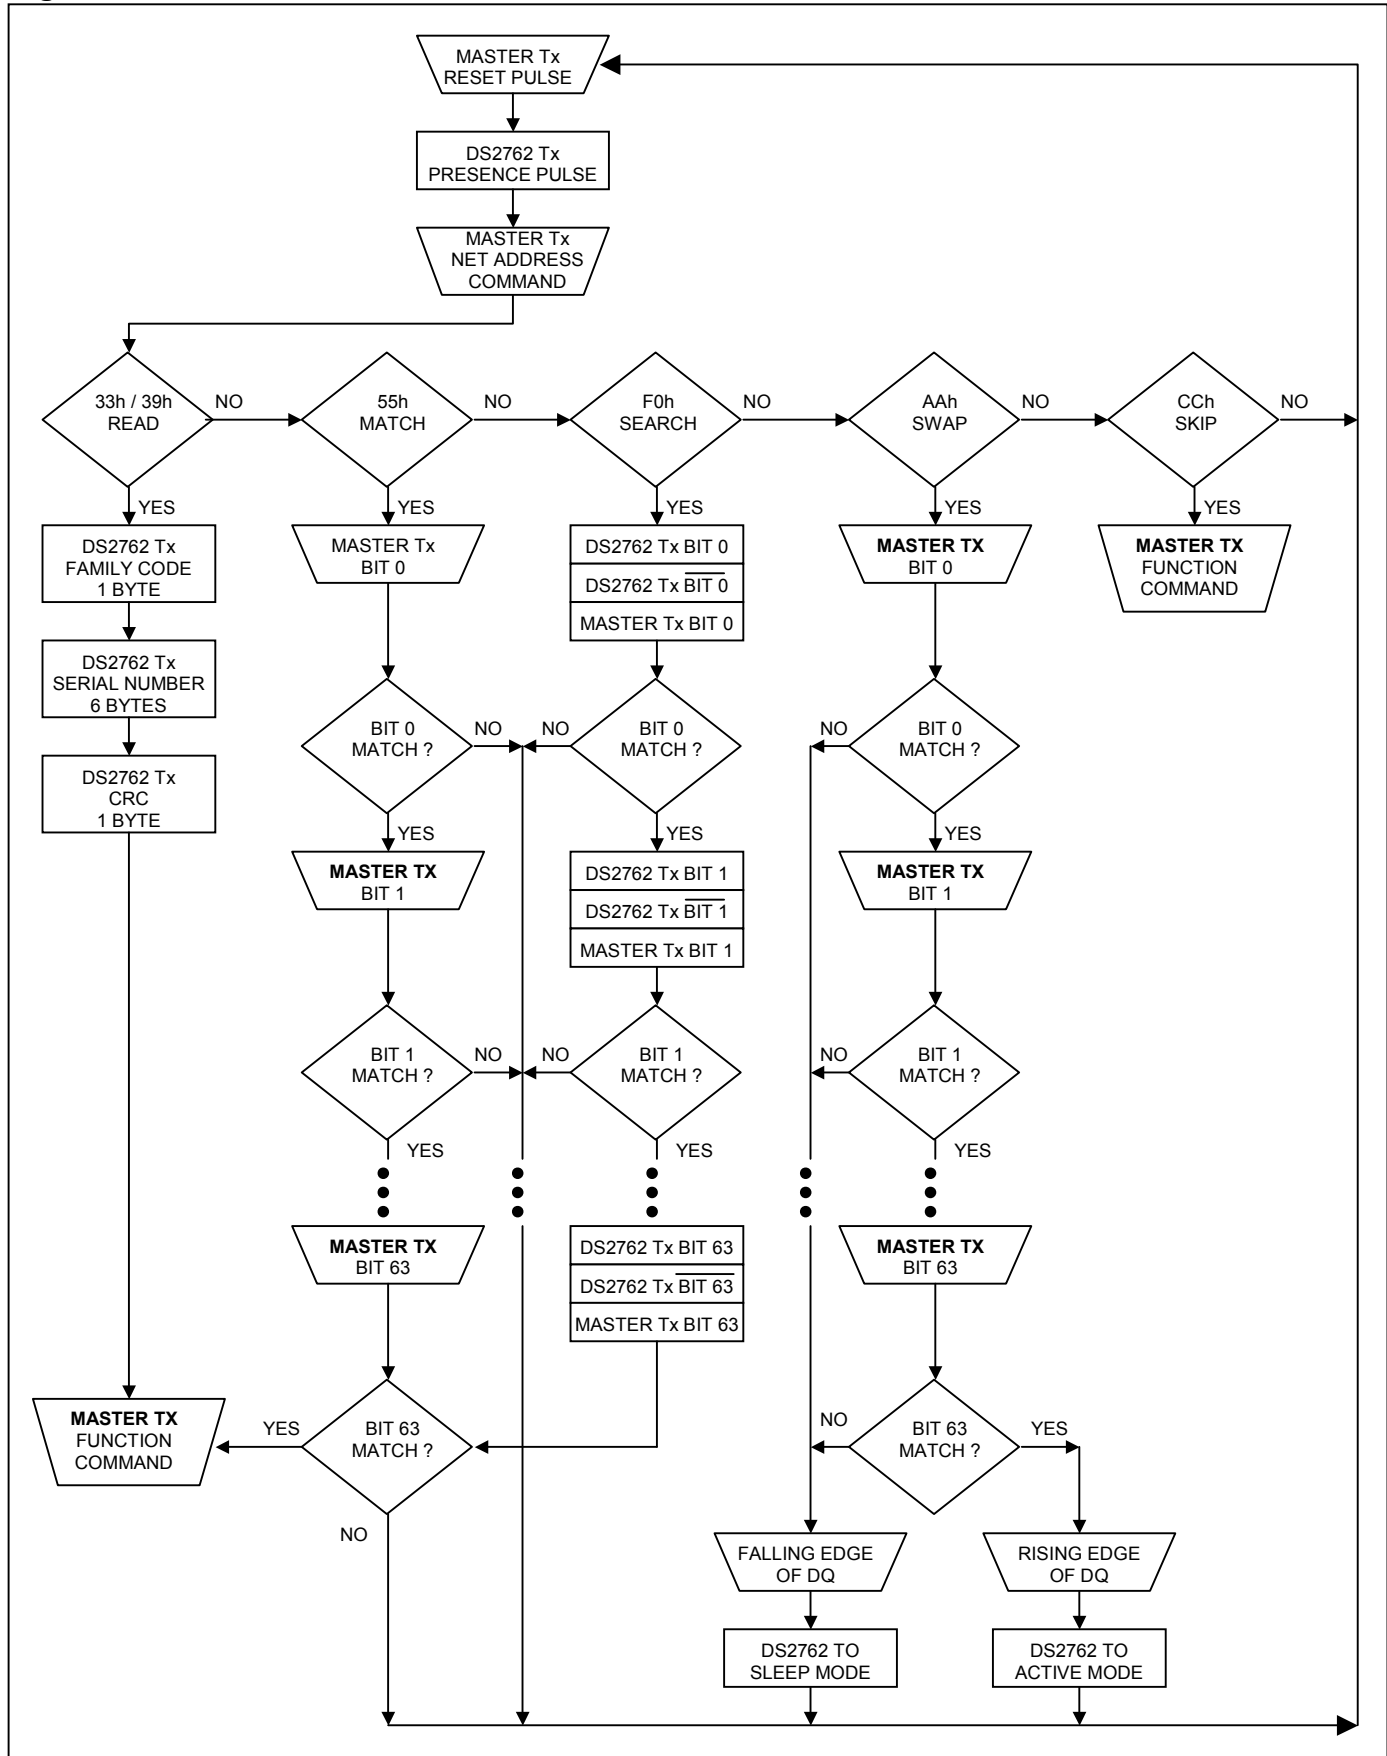 MASTER Tx
RESET PULSE
DS2762 Tx
PRESENCE PULSE
MASTER Tx
NET ADDRESS
COMMAND
33h / 39h
READ
NO
55h
MATCH
NO
F0h
SEARCH
NO
AAh
SWAP
NO
CCh
SKIP
NO
YES
YES
YES
YES
YES
DS2762 Tx
FAMILY CODE
1 BYTE
DS2762 Tx
SERIAL NUMBER
6 BYTES
DS2762 Tx
CRC
1 BYTE
MASTER Tx
BIT 0
BIT 0
MATCH ?
NO
YES
MASTER TX
BIT 1
BIT 1
MATCH ?
NO
YES
MASTER TX
BIT 63
BIT 63
MATCH ?
YES
NO
MASTER TX
FUNCTION
COMMAND
DS2762 Tx BIT 0
DS2762 Tx BIT 0
MASTER Tx BIT 0
NO
BIT 0
MATCH ?
YES
DS2762 Tx BIT 1
DS2762 Tx BIT 1
MASTER Tx BIT 1
NO
BIT 1
MATCH ?
YES
DS2762 Tx BIT 63
DS2762 Tx BIT 63
MASTER Tx BIT 63
MASTER TX
BIT 0
NO
BIT 0
MATCH ?
YES
MASTER TX
BIT 1
NO
BIT 1
MATCH ?
YES
MASTER TX
BIT 63
NO
BIT 63
MATCH ?
YES
FALLING EDGE
OF DQ
RISING EDGE
OF DQ
DS2762 TO
SLEEP MODE
DS2762 TO
ACTIVE MODE
MASTER TX
FUNCTION
COMMAND